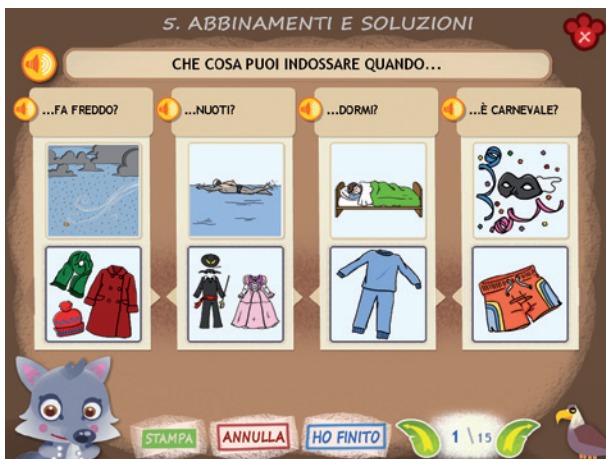 5. ABBINAMENTI E SOLUZIONI
CHE COSA PUOI INDOSSARE QUANDO...
...FA FREDDO?
...NUOTI?
...DORMI?
...È CARNEVALE?
STAMPA
ANNULLA
HO FINITO
1 \ 15